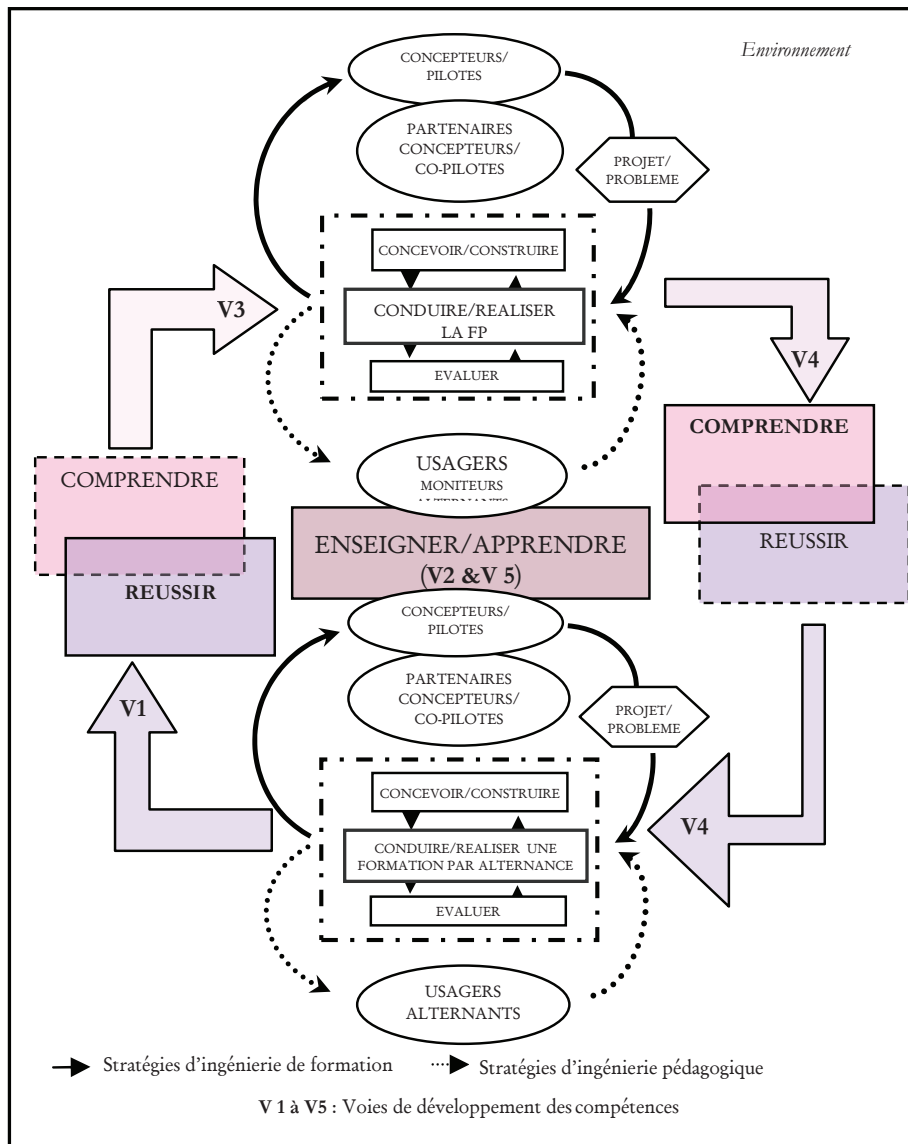 Environnement
CONCEPTEURS/
PILOTES
PARTENAIRES
CONCEPTEURS/
CO-PILOTES
PROJET/
PROBLEME
CONCEVOIR/CONSTRUIRE
CONDUIRE/REALISER
LA FP
EVALUER
V3
V4
COMPRENDRE
REUSSIR
COMPRENDRE
REUSSIR
USAGERS
MONITEURS
ALTERNANTS
ENSEIGNER/APPRENDRE
(V2 &V 5)
CONCEPTEURS/
PILOTES
PARTENAIRES
CONCEPTEURS/
CO-PILOTES
PROJET/
PROBLEME
V1
V4
CONCEVOIR/CONSTRUIRE
CONDUIRE/REALISER UNE
FORMATION PAR ALTERNANCE
EVALUER
USAGERS
ALTERNANTS
Stratégies d'ingénierie de formation
Stratégies d'ingénierie pédagogique
V 1 à V5 : Voies de développement des compétences